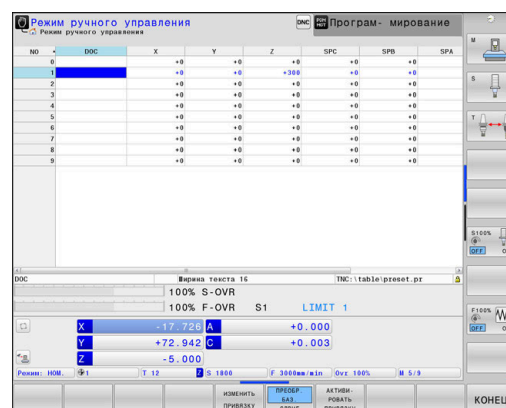 Режим ручного управления
Режим ручного управления
DNC
Програм- мирование
NO DOC X Y Z SPC SPB SPA
0 +0 +0 +0 +0 +0
1 +0 +0 +300 +0 +0
2 +0 +0 +0 +0 +0
3 +0 +0 +0 +0 +0
4 +0 +0 +0 +0 +0
5 +0 +0 +0 +0 +0
6 +0 +0 +0 +0 +0
7 +0 +0 +0 +0 +0
8 +0 +0 +0 +0 +0
9 +0 +0 +0 +0 +0
DOC Ширина текста 16 TNC:\table\preset.pr
100% S-OVR
100% F-OVR S1 LIMIT 1
X -17.726 A +0.000
Y +72.942 C +0.003
Z -5.000
Режим: НОМ. 1 T 12 Z S 1800 F 3000mm/min Ovr 100% M 5/9
M
S
T
S100%
OFF
F100%
OFF
ИЗМЕНИТЬ ПРИВЯЗКУ
ПРЕОБР. БАЗ.
АКТИВИ- РОВАТЬ
КОНЕЦ